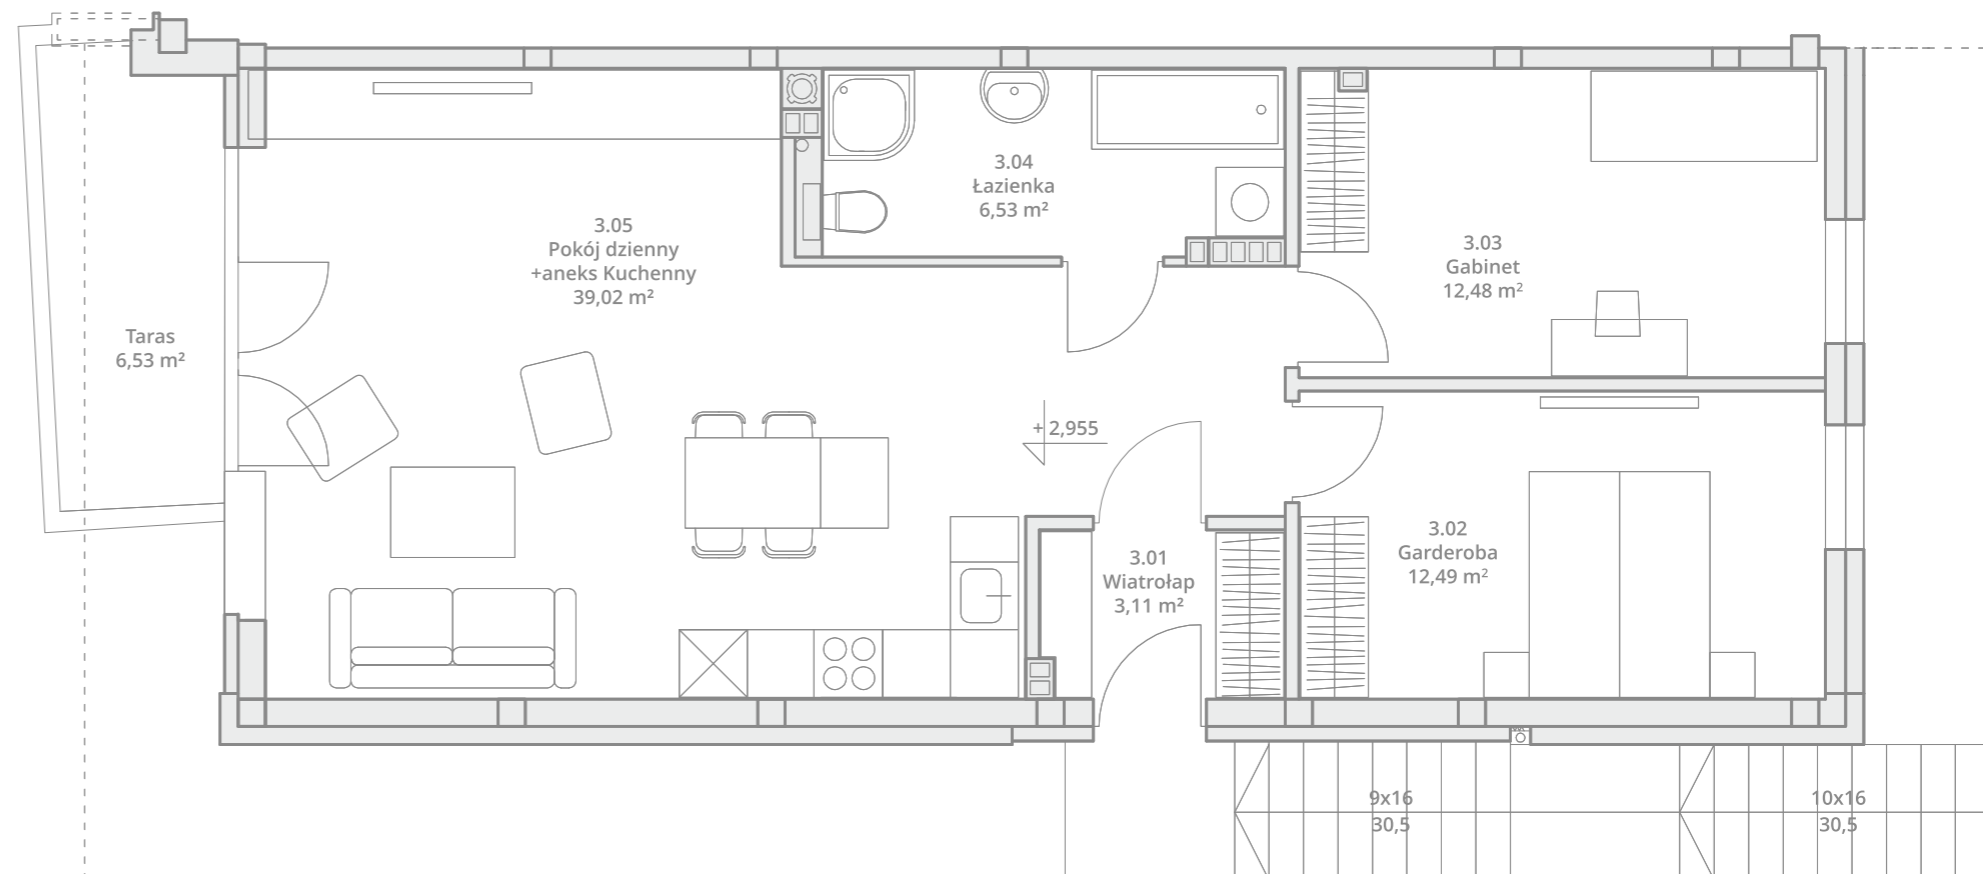 3.04
Łazienka
6,53 m²
3.05
Pokój dzienny
+aneks Kuchenny
39,02 m²
3.03
Gabinet
12,48 m²
Taras
6,53 m²
+ 2,955
3.01
Wiatrołap
3,11 m²
3.02
Garderoba
12,49 m²
9x16
30,5
10x16
30,5